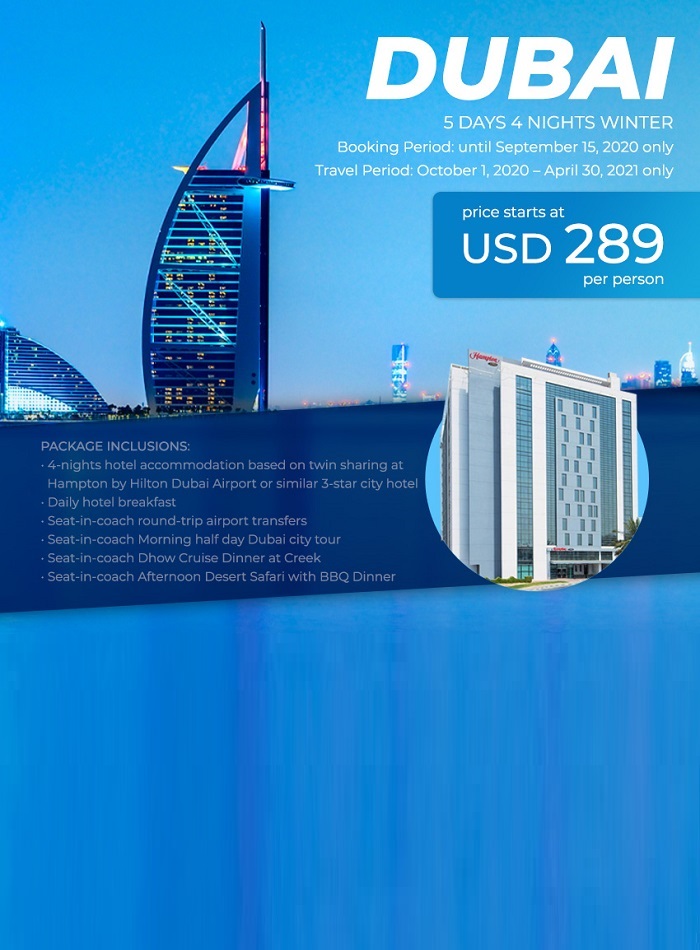 DUBAI
5 DAYS 4 NIGHTS WINTER
Booking Period: until September 15, 2020 only
Travel Period: October 1, 2020 – April 30, 2021 only
price starts at
USD 289
per person
Hampton
PACKAGE INCLUSIONS:
· 4-nights hotel accommodation based on twin sharing at
Hampton by Hilton Dubai Airport or similar 3-star city hotel
· Daily hotel breakfast
· Seat-in-coach round-trip airport transfers
· Seat-in-coach Morning half day Dubai city tour
· Seat-in-coach Dhow Cruise Dinner at Creek
· Seat-in-coach Afternoon Desert Safari with BBQ Dinner